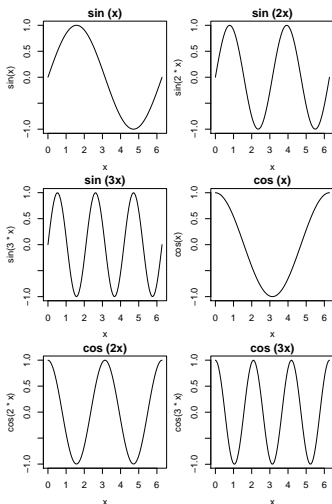 sin (x)
sin(x)
−1.0 0.0 0.5 1.0
0 1 2 3 4 5 6
x
sin (2x)
sin(2 * x)
−1.0 0.0 0.5 1.0
0 1 2 3 4 5 6
x
sin (3x)
sin(3 * x)
−1.0 0.0 0.5 1.0
0 1 2 3 4 5 6
x
cos (x)
cos(x)
−1.0 0.0 0.5 1.0
0 1 2 3 4 5 6
x
cos (2x)
cos(2 * x)
−1.0 0.0 0.5 1.0
0 1 2 3 4 5 6
x
cos (3x)
cos(3 * x)
−1.0 0.0 0.5 1.0
0 1 2 3 4 5 6
x